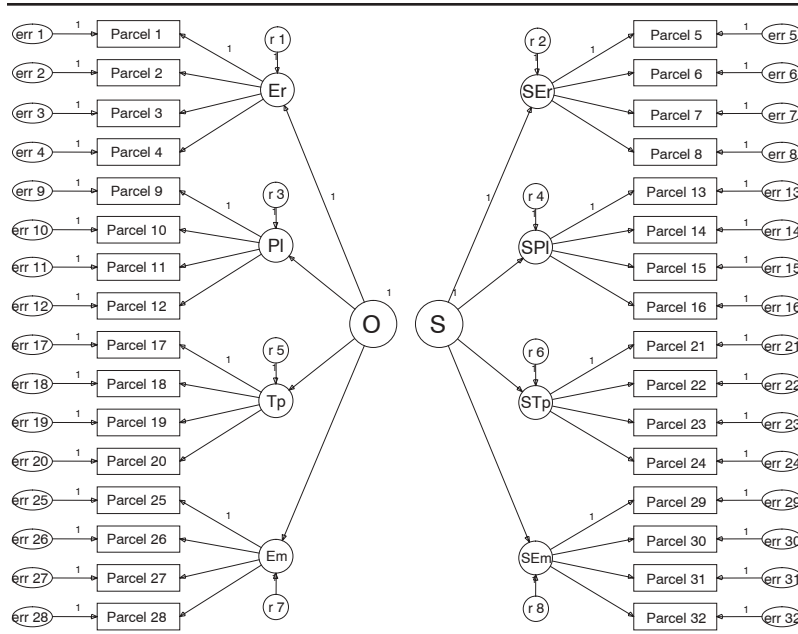 err 1 1 Parcel 1 r 1 r 2 Parcel 5 1 err 5
1 1 1 1
err 2 1 Parcel 2 Er SEr Parcel 6 1 err 6
err 3 1 Parcel 3 Parcel 7 1 err 7
err 4 1 Parcel 4 Parcel 8 1 err 8
err 9 1 Parcel 9 r 3 1 1 r 4 Parcel 13 1 err 13
1 1 1 1
err 10 1 Parcel 10 Pl SPl Parcel 14 1 err 14
err 11 1 Parcel 11 Parcel 15 1 err 15
err 12 1 Parcel 12 1 1 Parcel 16 1 err 16
O S
err 17 1 Parcel 17 r 5 r 6 Parcel 21 1 err 21
1 1 1 1
err 18 1 Parcel 18 Tp STp Parcel 22 1 err 22
err 19 1 Parcel 19 Parcel 23 1 err 23
err 20 1 Parcel 20 Parcel 24 1 err 24
err 25 1 Parcel 25 Parcel 29 1 err 29
1 1
err 26 1 Parcel 26 Em SEm Parcel 30 1 err 30
err 27 1 Parcel 27 Parcel 31 1 err 31
err 28 1 Parcel 28 r 7 r 8 Parcel 32 1 err 32